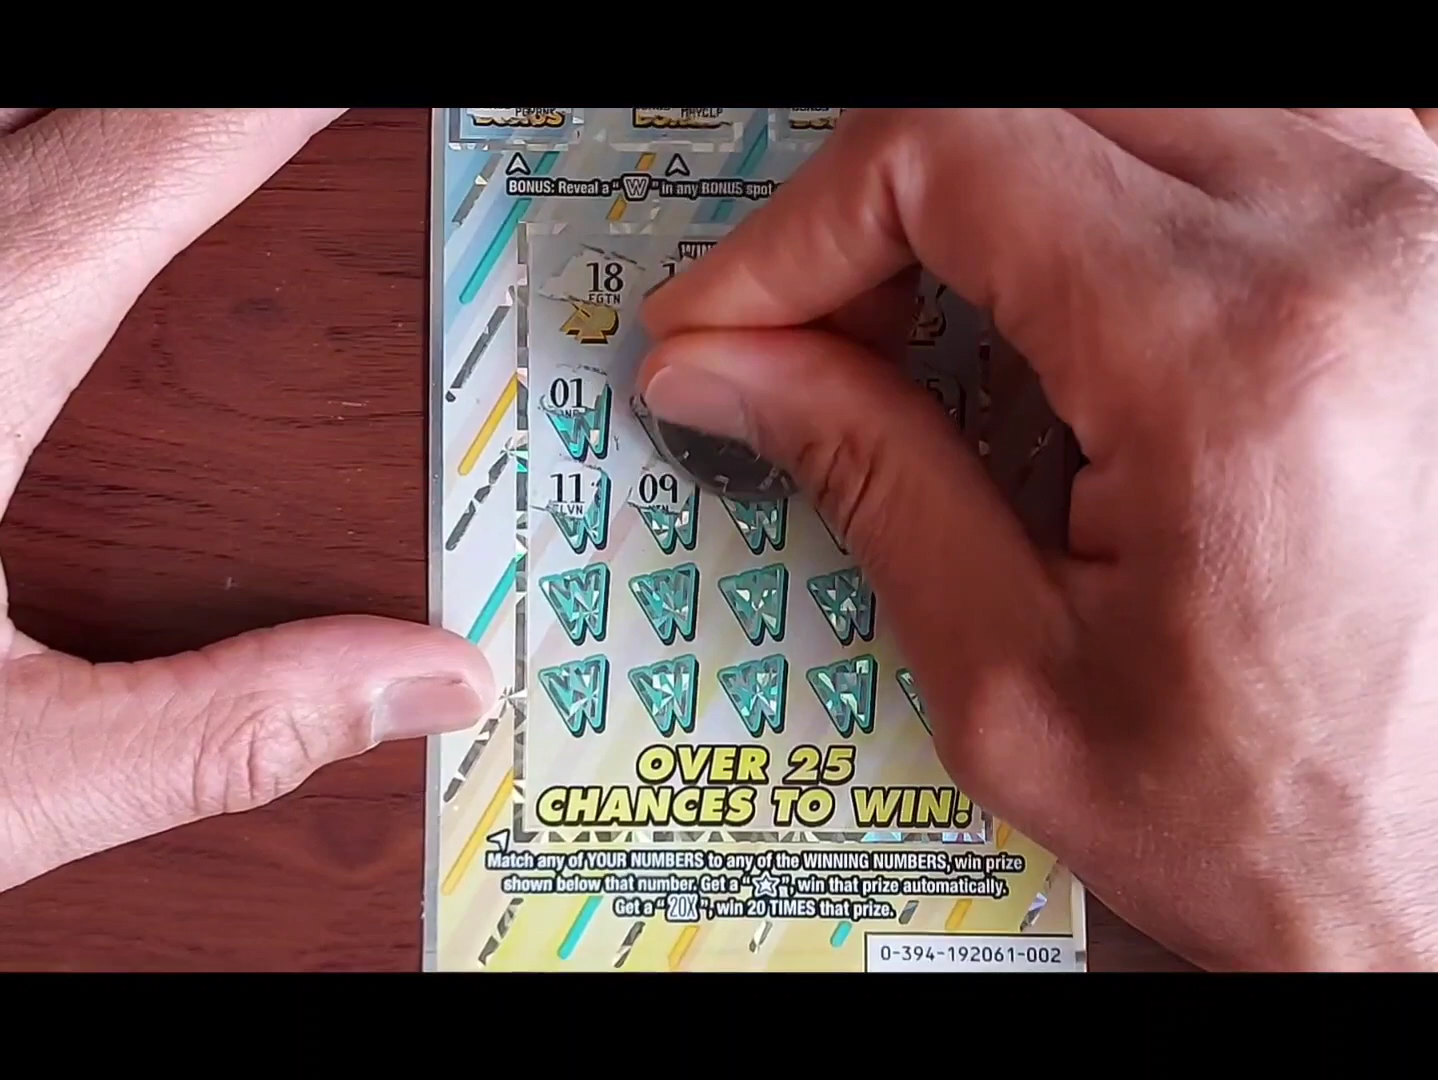 BONUS
BONUS: Reveal a "W" in any BONUS spot
18
EGTN
01
11 09
ELVN
OVER 25
CHANCES TO WIN!
Match any of YOUR NUMBERS to any of the WINNING NUMBERS, win prize
shown below that number. Get a " ", win that prize automatically.
Get a "20X", win 20 TIMES that prize.
0-394-192061-002